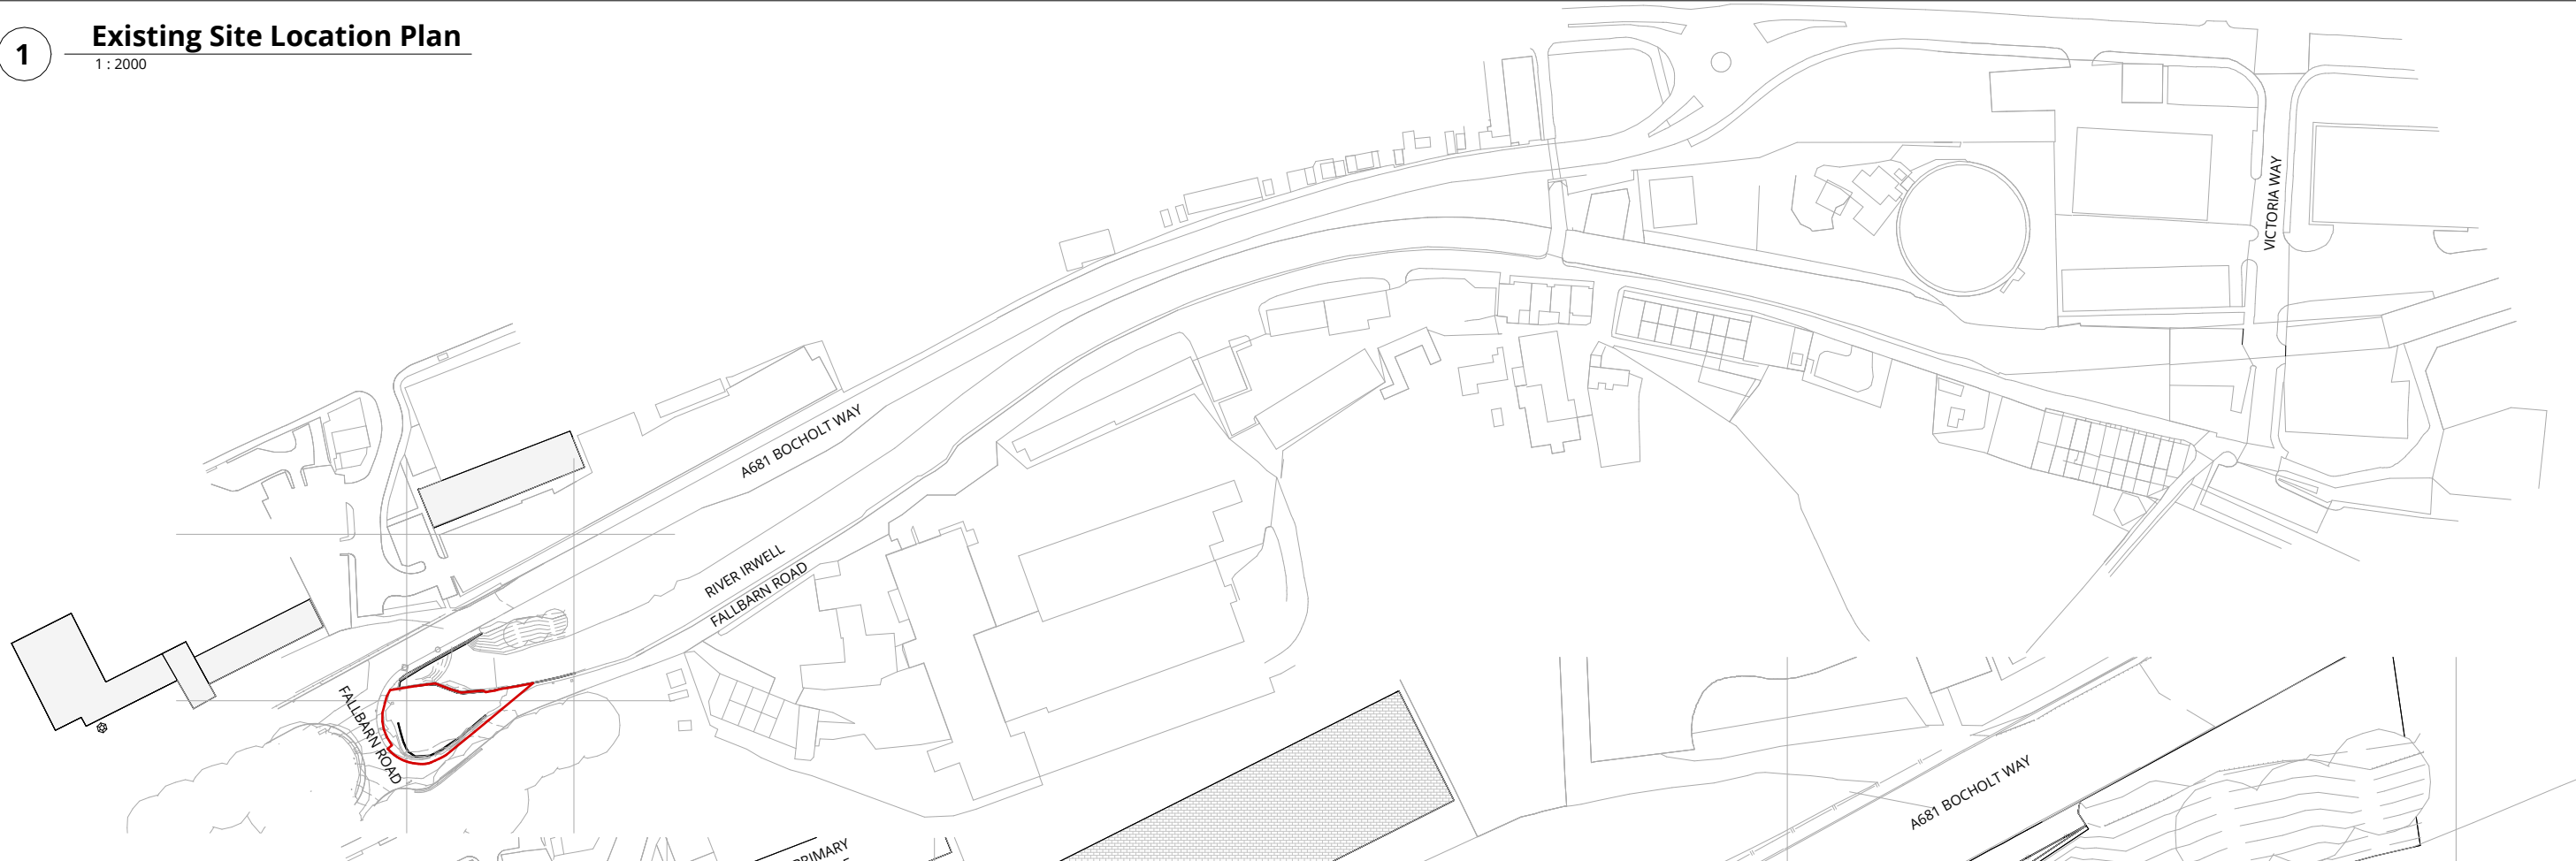 1
Existing Site Location Plan
1 : 2000
VICTORIA WAY
A681 BOCHOLT WAY
RIVER IRWELL
FALLBARN ROAD
FALLBARN ROAD
A681 BOCHOLT WAY
PRIMARY